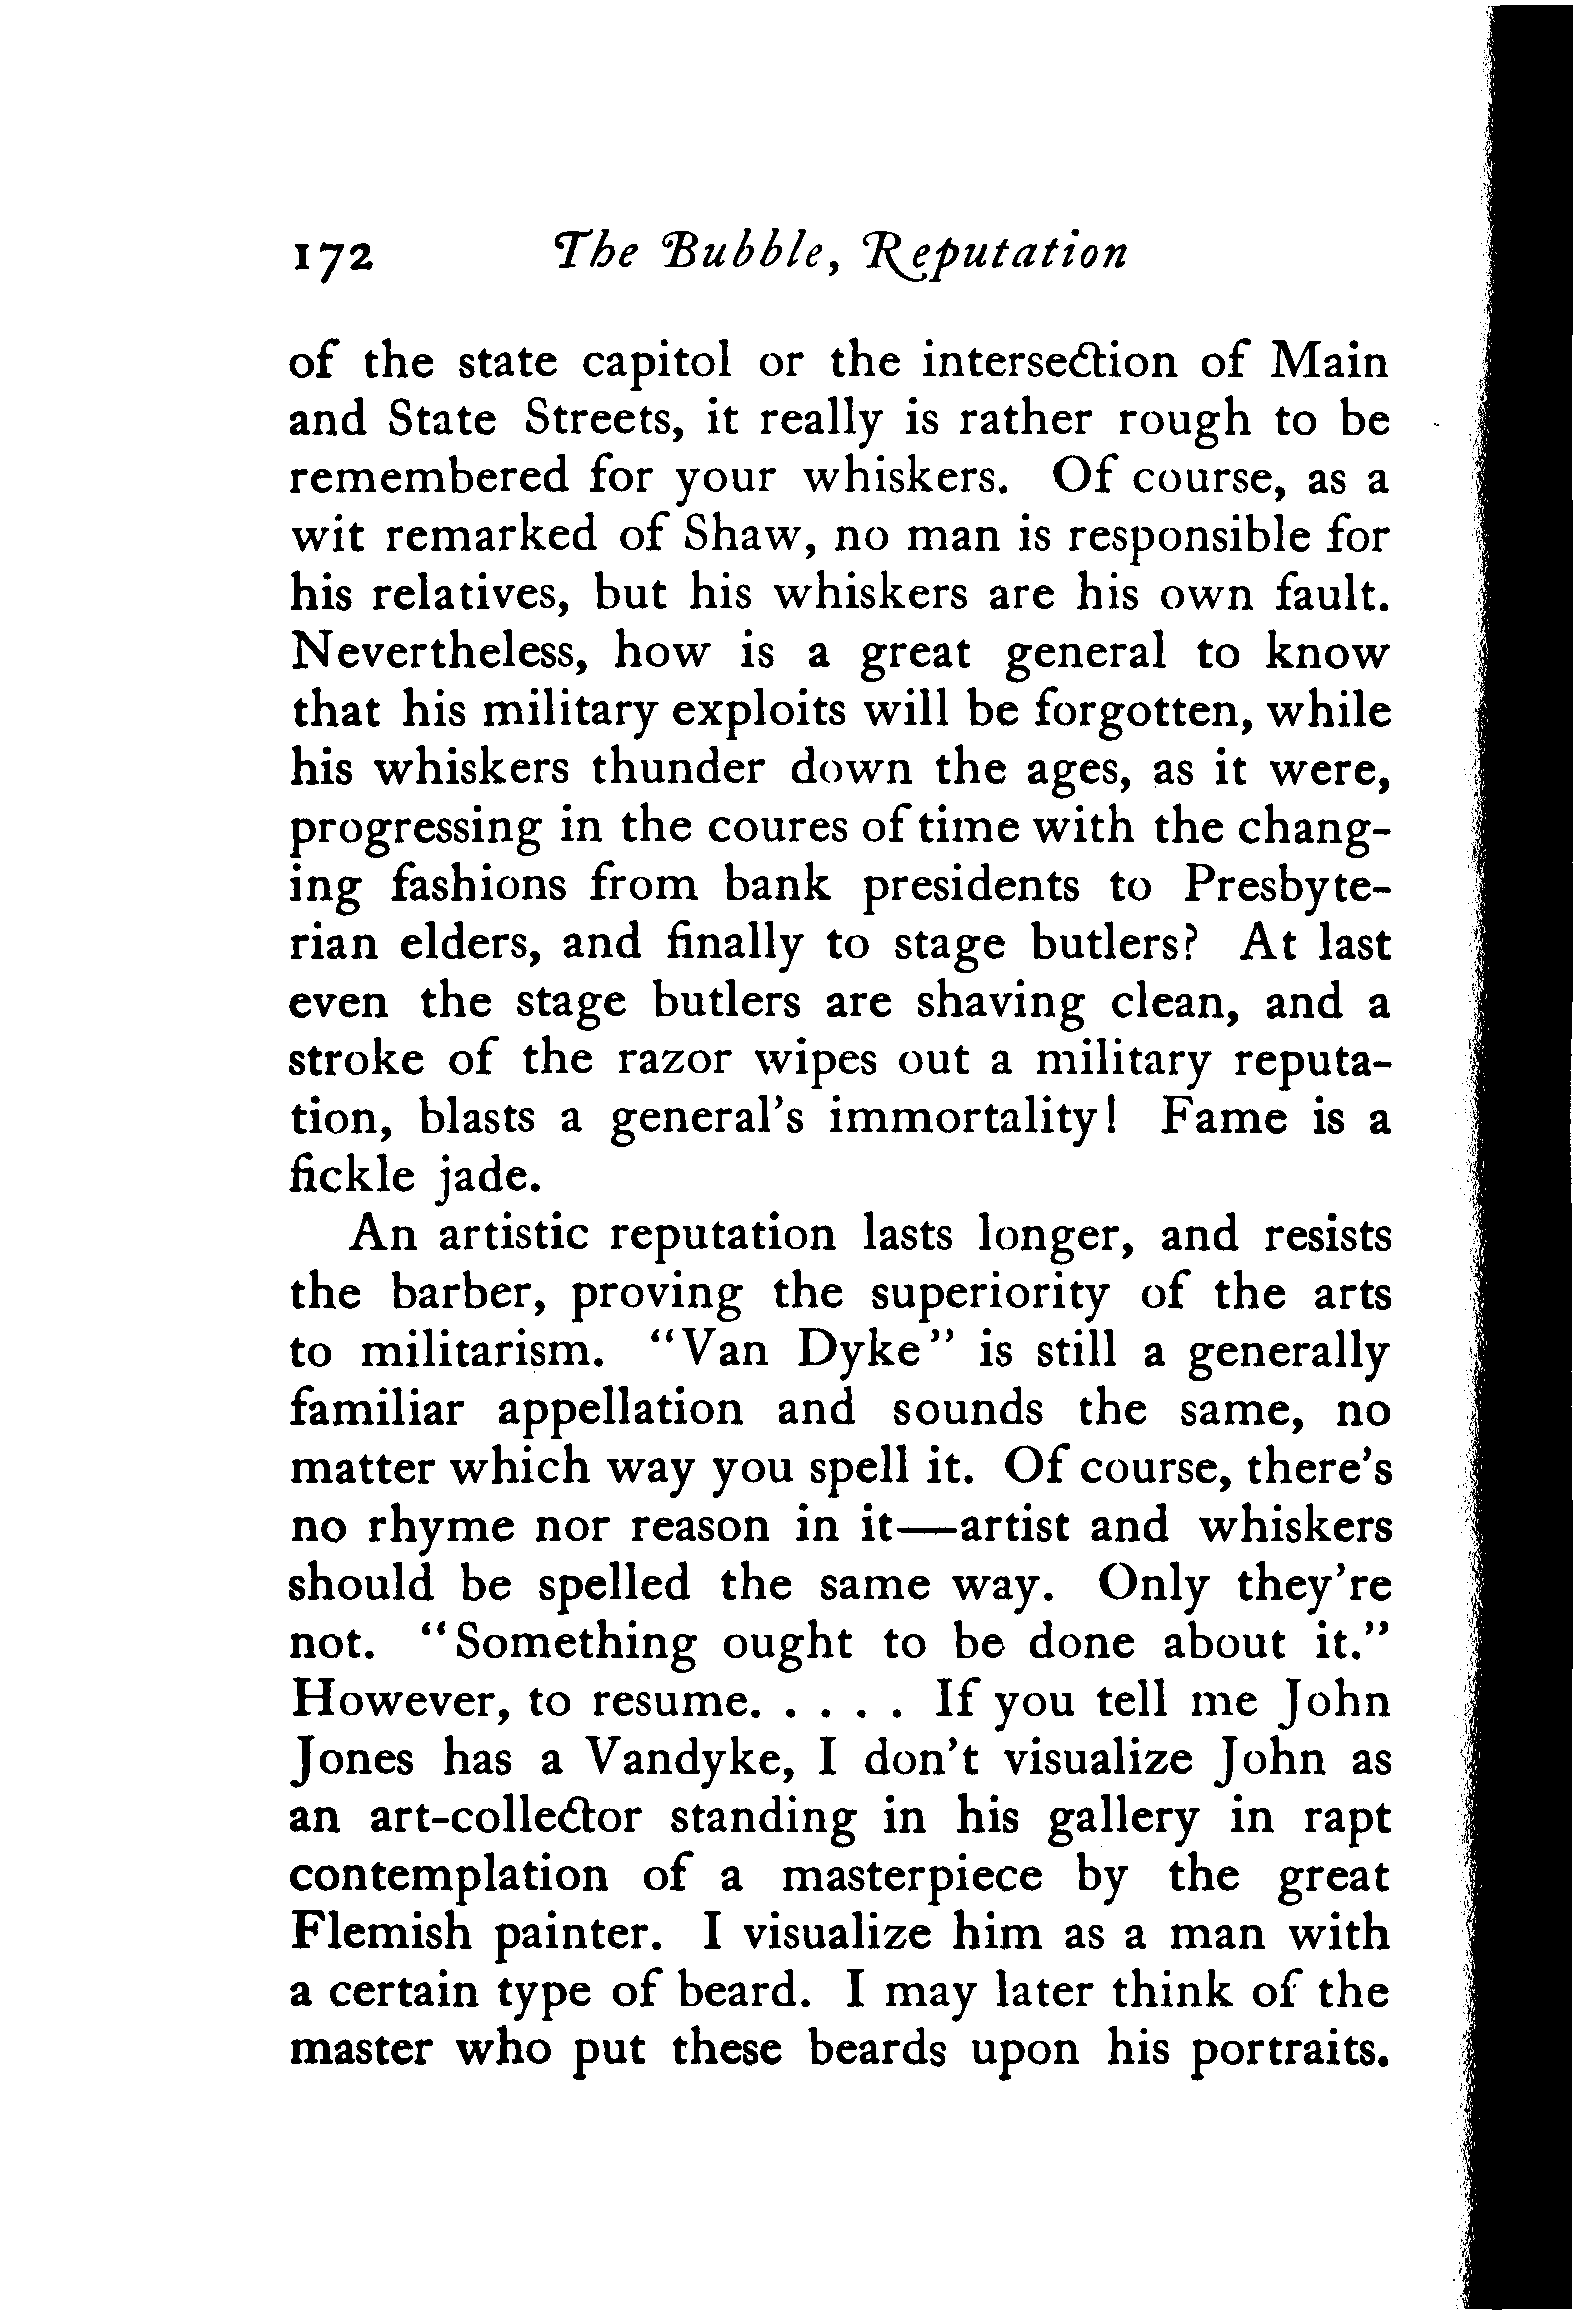 172 The Bubble, Reputation
of the state capitol or the intersection of Main
and State Streets, it really is rather rough to be
remembered for your whiskers. Of course, as a
wit remarked of Shaw, no man is responsible for
his relatives, but his whiskers are his own fault.
Nevertheless, how is a great general to know
that his military exploits will be forgotten, while
his whiskers thunder down the ages, as it were,
progressing in the coures of time with the chang-
ing fashions from bank presidents to Presbyte-
rian elders, and finally to stage butlers? At last
even the stage butlers are shaving clean, and a
stroke of the razor wipes out a military reputa-
tion, blasts a general's immortality! Fame is a
fickle jade.
An artistic reputation lasts longer, and resists
the barber, proving the superiority of the arts
to militarism. "Van Dyke" is still a generally
familiar appellation and sounds the same, no
matter which way you spell it. Of course, there's
no rhyme nor reason in it—artist and whiskers
should be spelled the same way. Only they're
not. "Something ought to be done about it."
However, to resume. . . . . If you tell me John
Jones has a Vandyke, I don't visualize John as
an art-collector standing in his gallery in rapt
contemplation of a masterpiece by the great
Flemish painter. I visualize him as a man with
a certain type of beard. I may later think of the
master who put these beards upon his portraits.